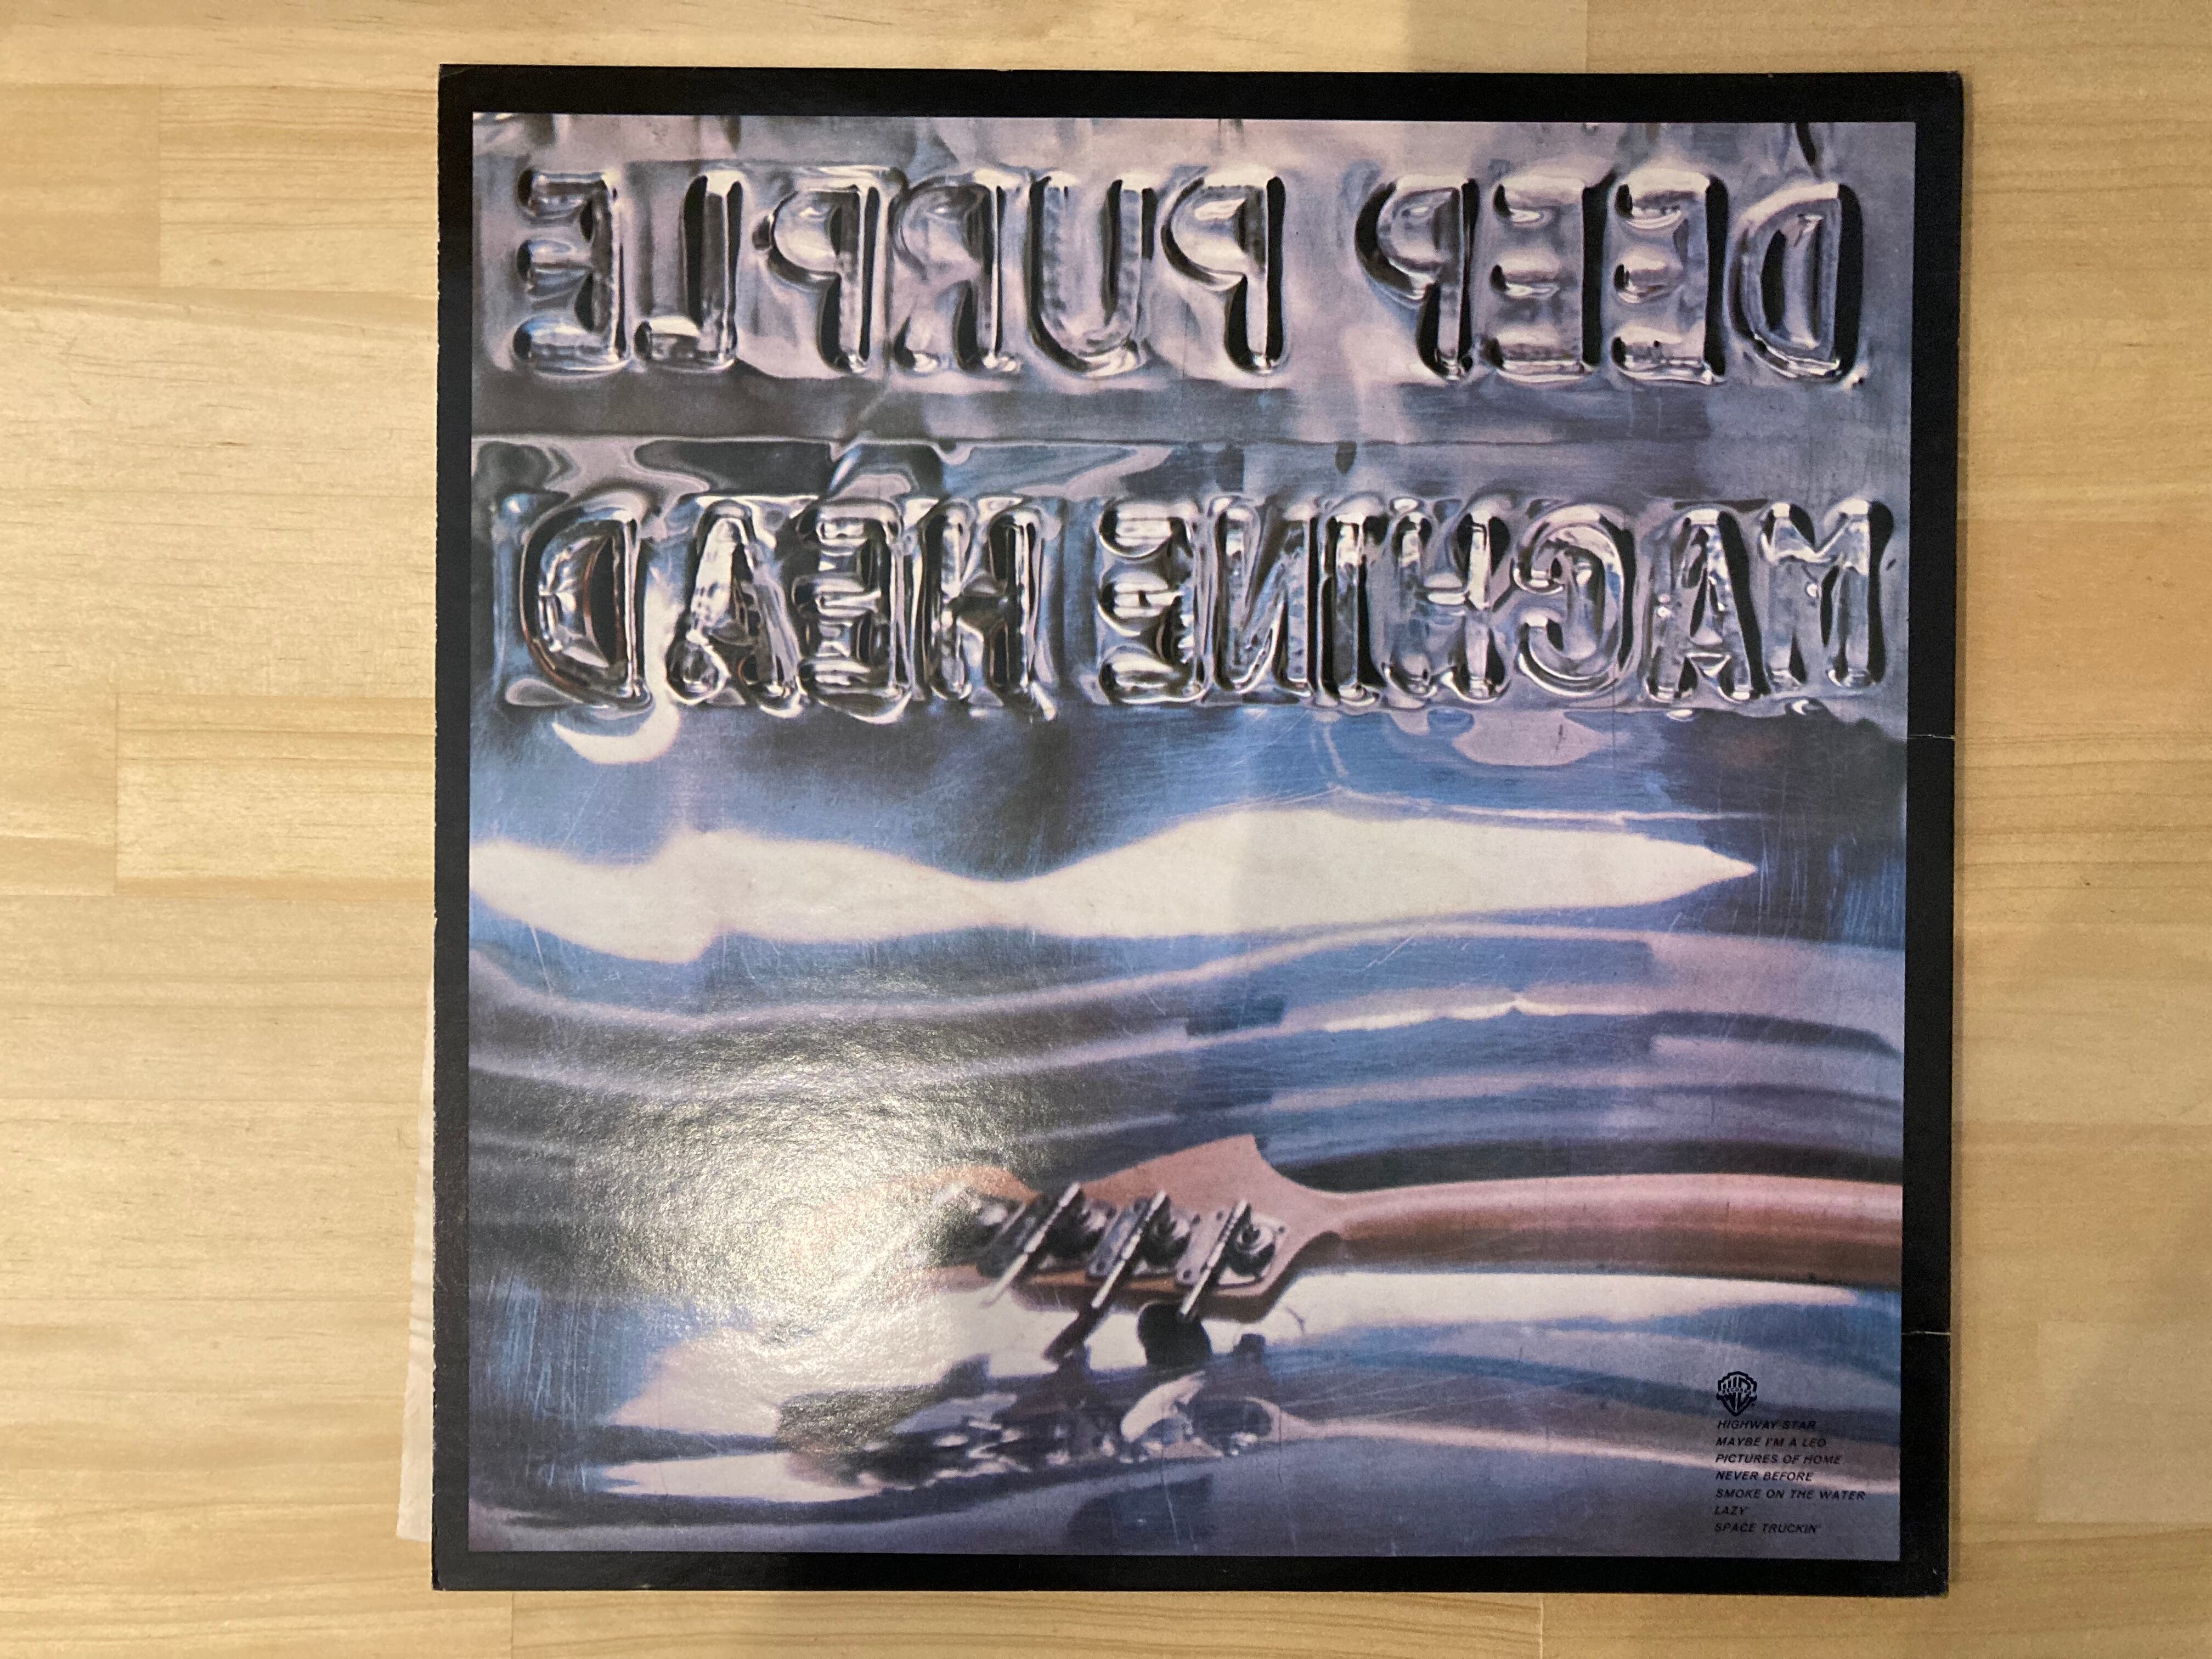 DEEP PURPLE
MACHINE HEAD
HIGHWAY STAR
MAYBE I'M A LEO
PICTURES OF HOME
NEVER BEFORE
SMOKE ON THE WATER
LAZY
SPACE TRUCKIN'